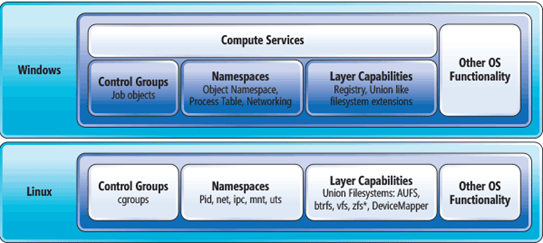 Windows
Compute Services
Control Groups
Job objects
Namespaces
Object Namespace,
Process Table, Networking
Layer Capabilities
Registry, Union like
filesystem extensions
Other OS
Functionality
Linux
Control Groups
cgroups
Namespaces
Pid, net, ipc, mnt, uts
Layer Capabilities
Union Filesystems: AUFS,
btrfs, vfs, zfs*, DeviceMapper
Other OS
Functionality